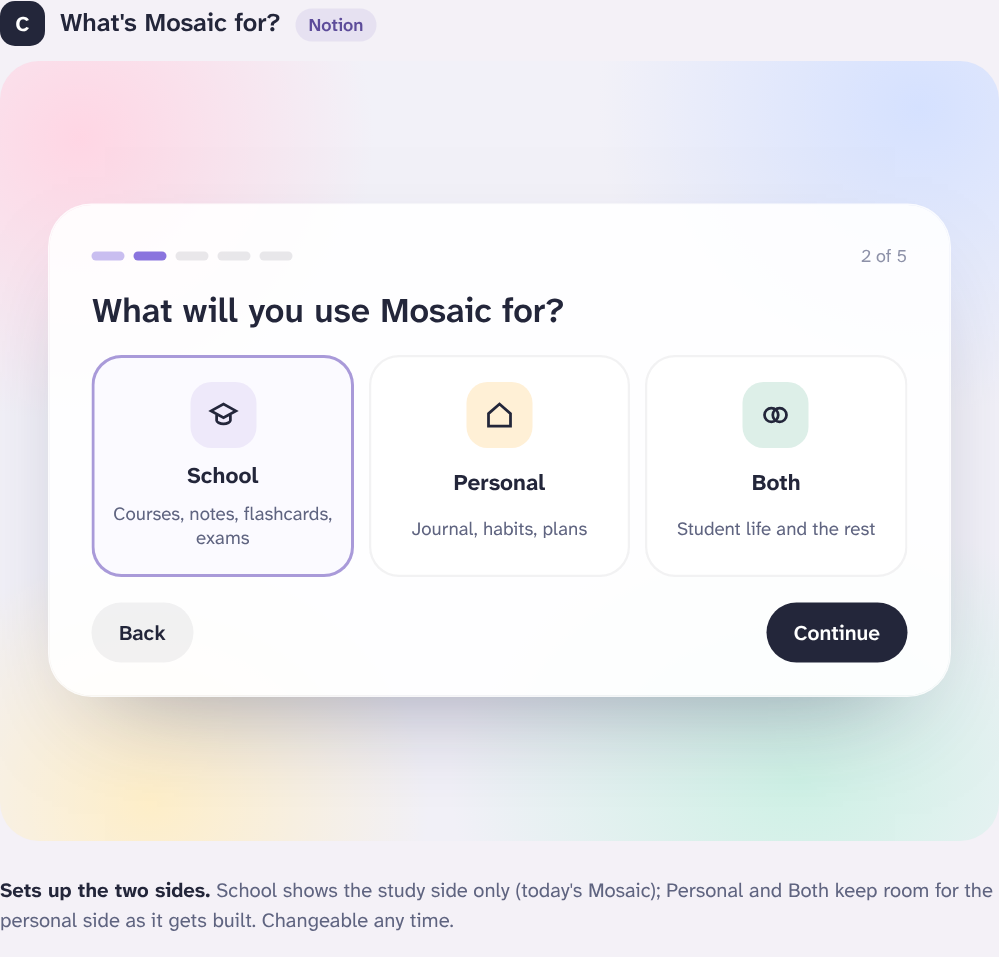 C What's Mosaic for? Notion
2 of 5
What will you use Mosaic for?
School
Courses, notes, flashcards,
exams
Personal
Journal, habits, plans
Both
Student life and the rest
Back
Continue
Sets up the two sides. School shows the study side only (today's Mosaic); Personal and Both keep room for the
personal side as it gets built. Changeable any time.